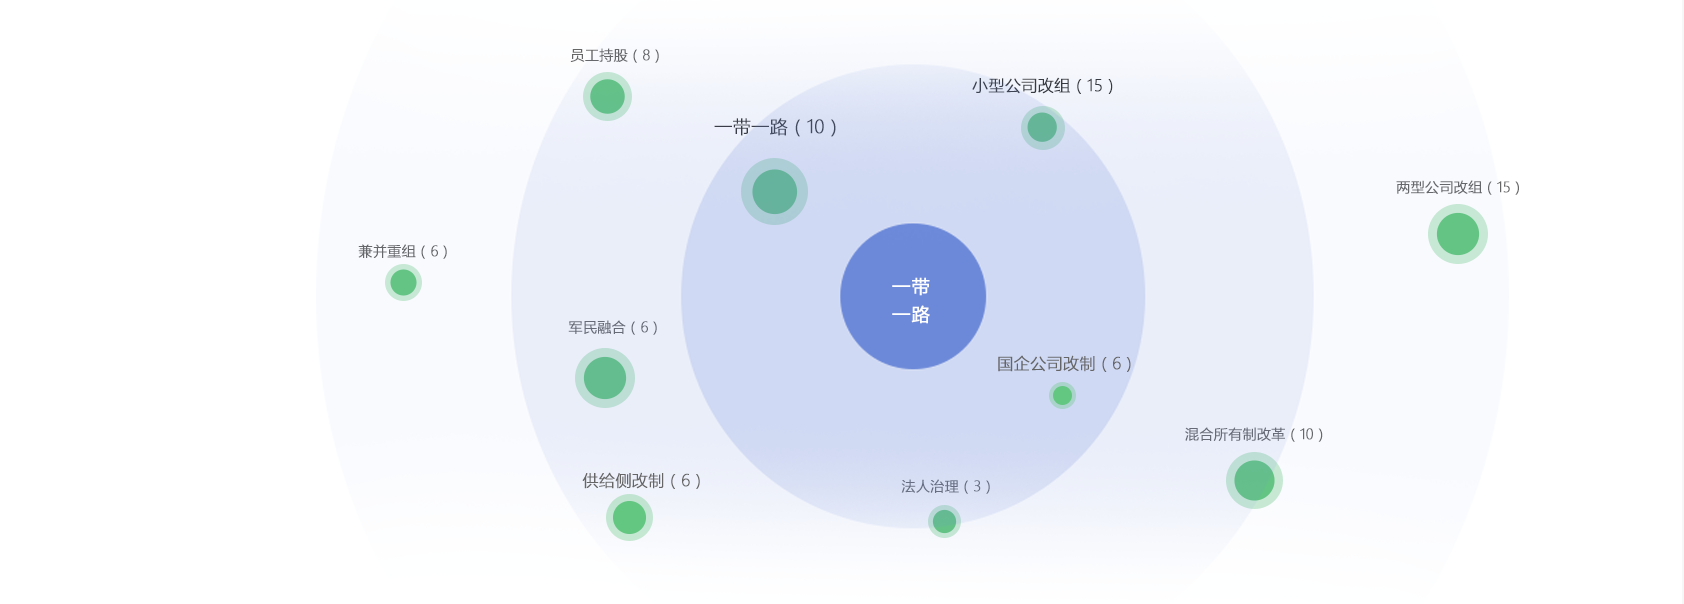 员工持股 ( 8 )
小型公司改组 ( 15 )
一带一路 ( 10 )
两型公司改组 ( 15 )
兼并重组 ( 6 )
一带
一路
军民融合 ( 6 )
国企公司改制 ( 6 )
混合所有制改革 ( 10 )
供给侧改制 ( 6 )
法人治理 ( 3 )